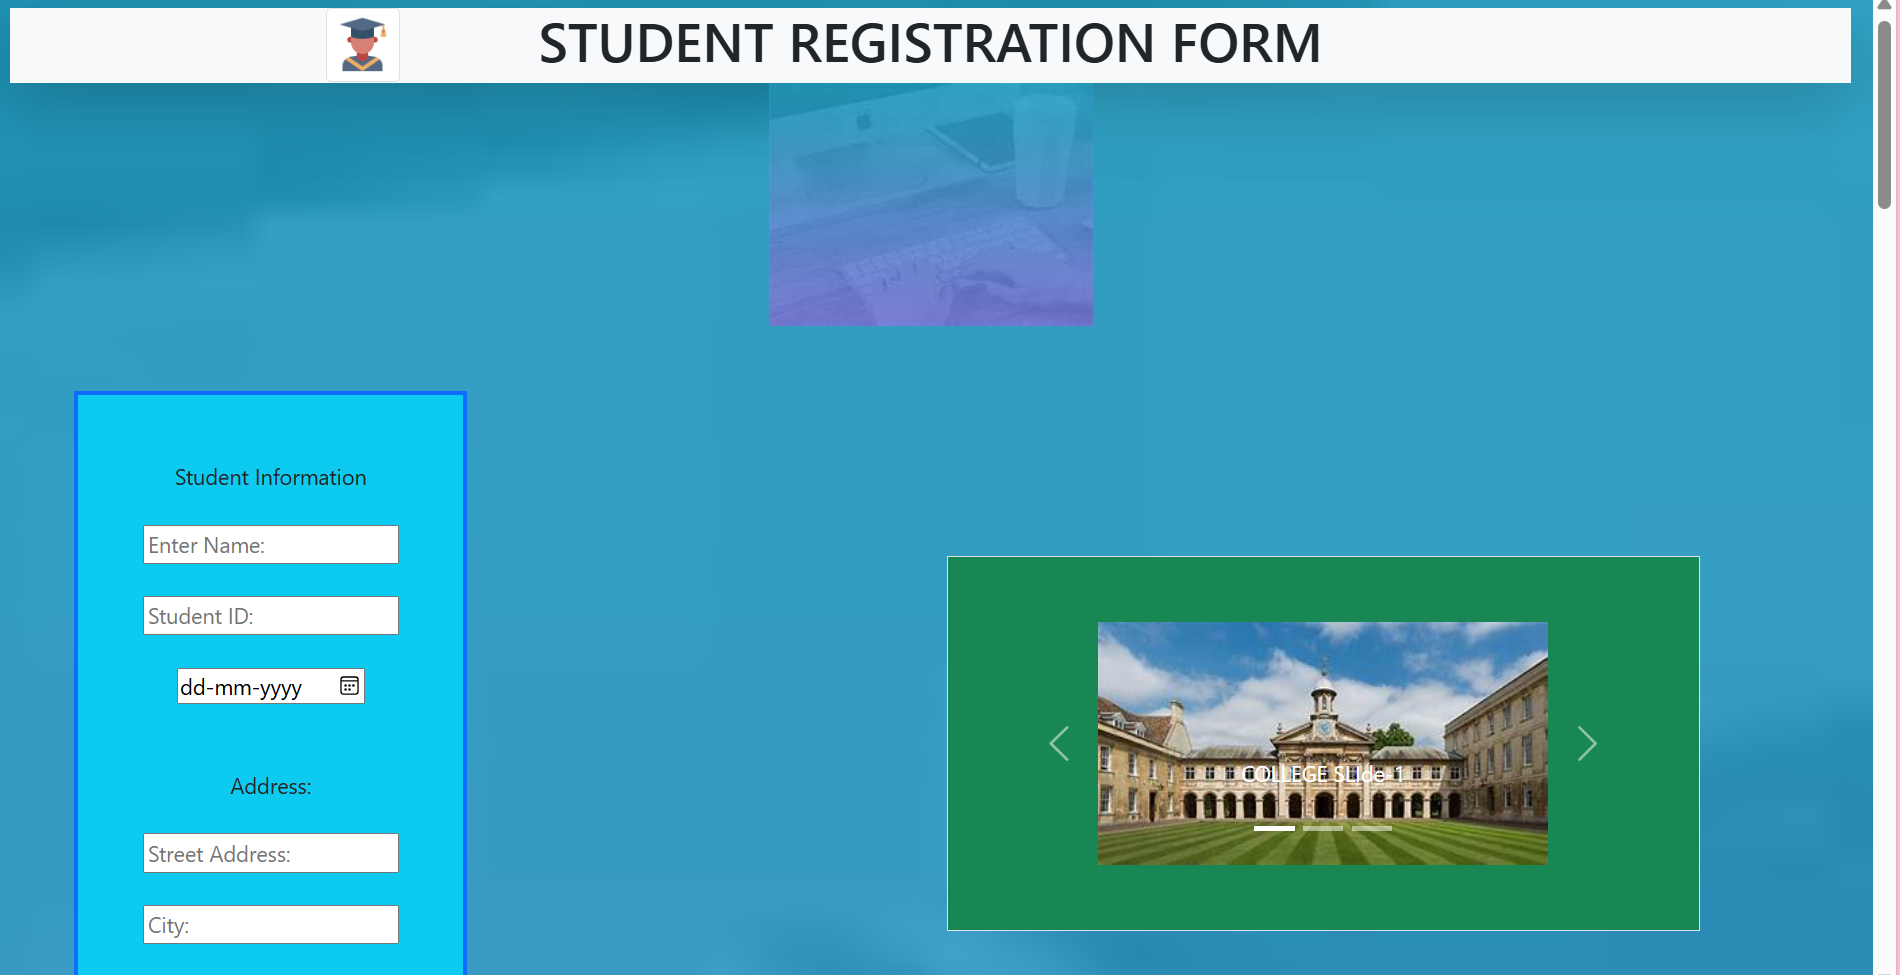 STUDENT REGISTRATION FORM
Student Information
Enter Name:
Student ID:
dd-mm-yyyy
Address:
Street Address:
City:
COLLEGE SLide-1